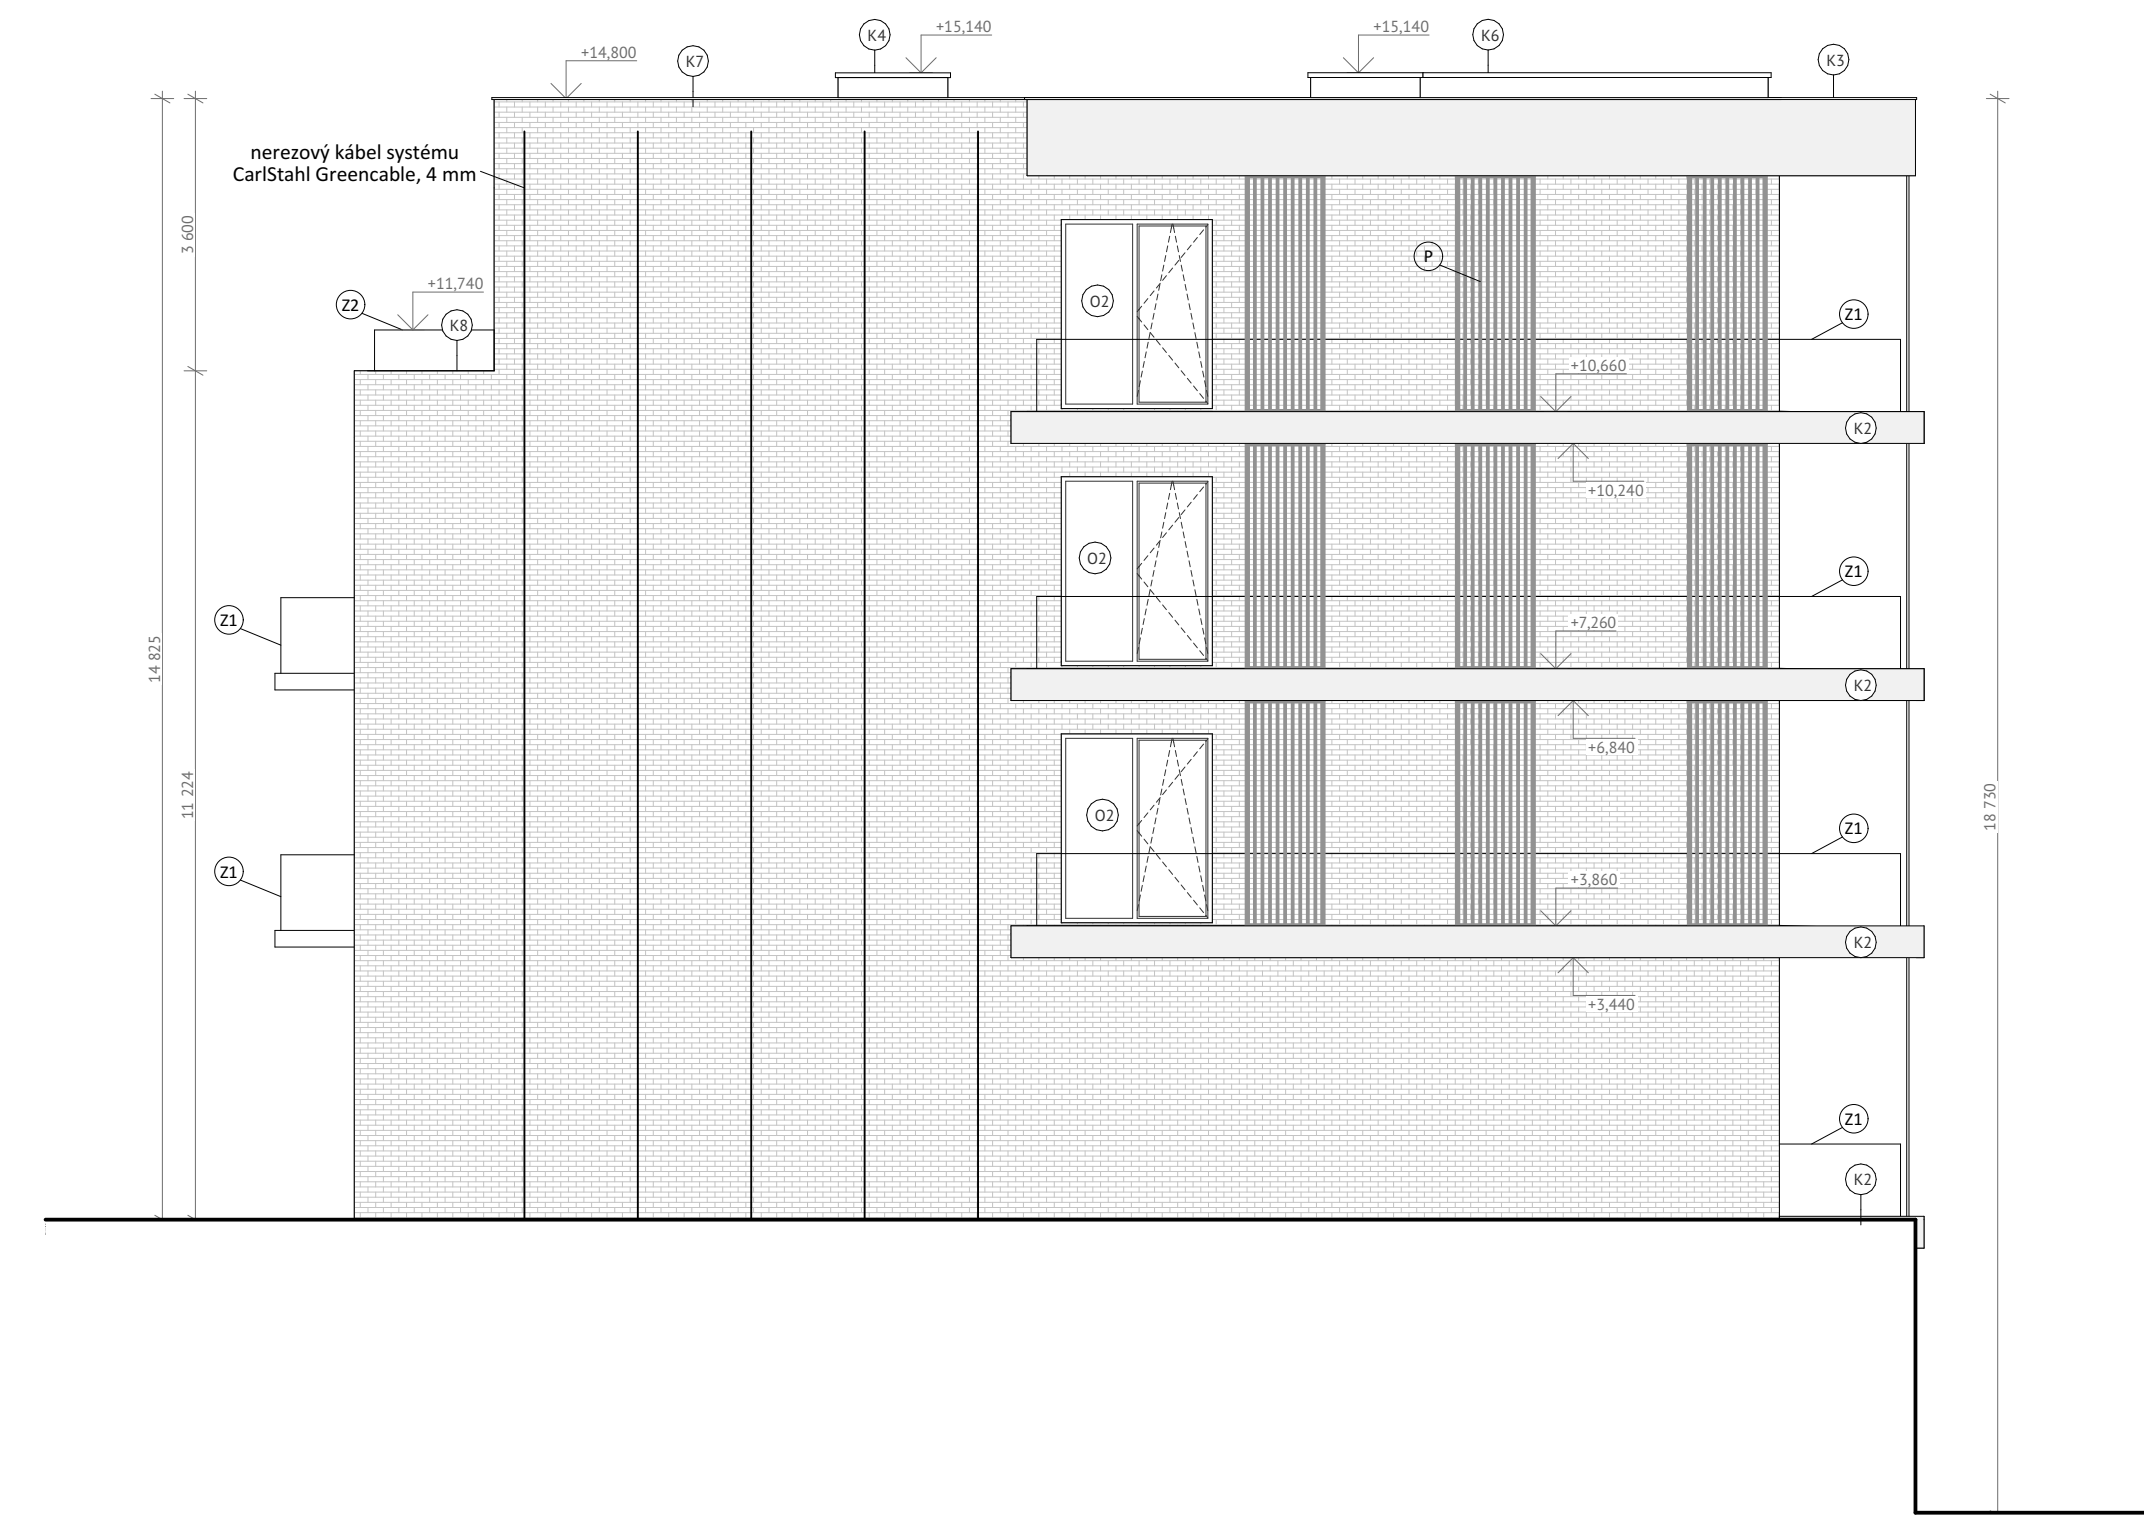 +15,140
K4
+15,140
K6
+14,800
K7
K3
nerezový kábel systému
CarlStahl Greencable, 4 mm
3 600
P
+11,740
Z2
K8
O2
Z1
+10,660
K2
+10,240
O2
Z1
Z1
+7,260
14 825
K2
+6,840
11 224
18 730
O2
Z1
Z1
+3,860
K2
+3,440
Z1
K2